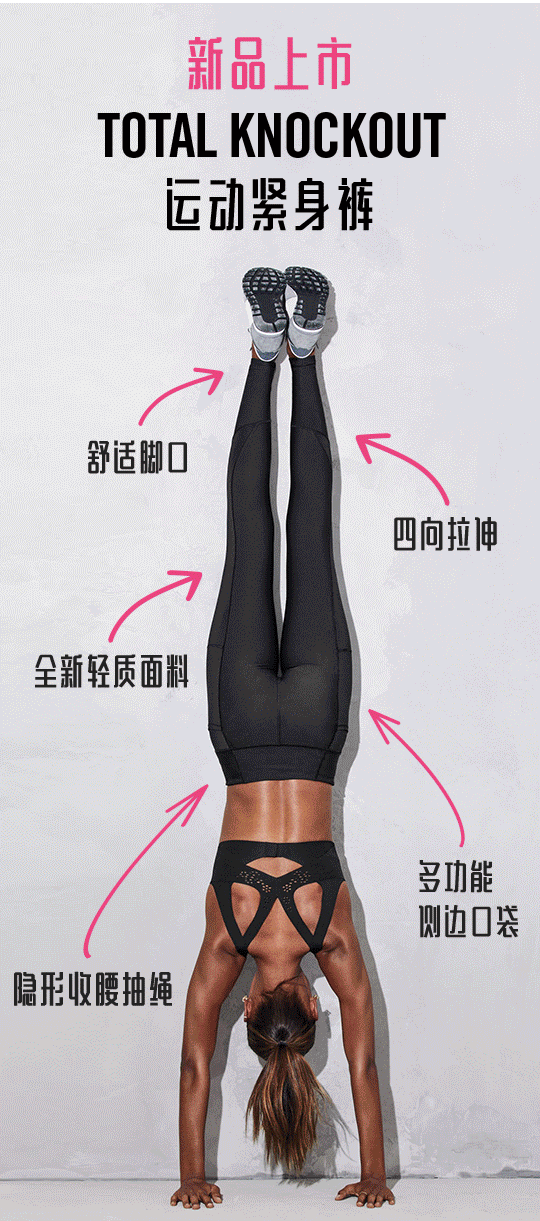 新品上市
TOTAL KNOCKOUT
运动紧身裤
舒适脚口
四向拉伸
全新轻质面料
多功能
侧边口袋
隐形收腰抽绳